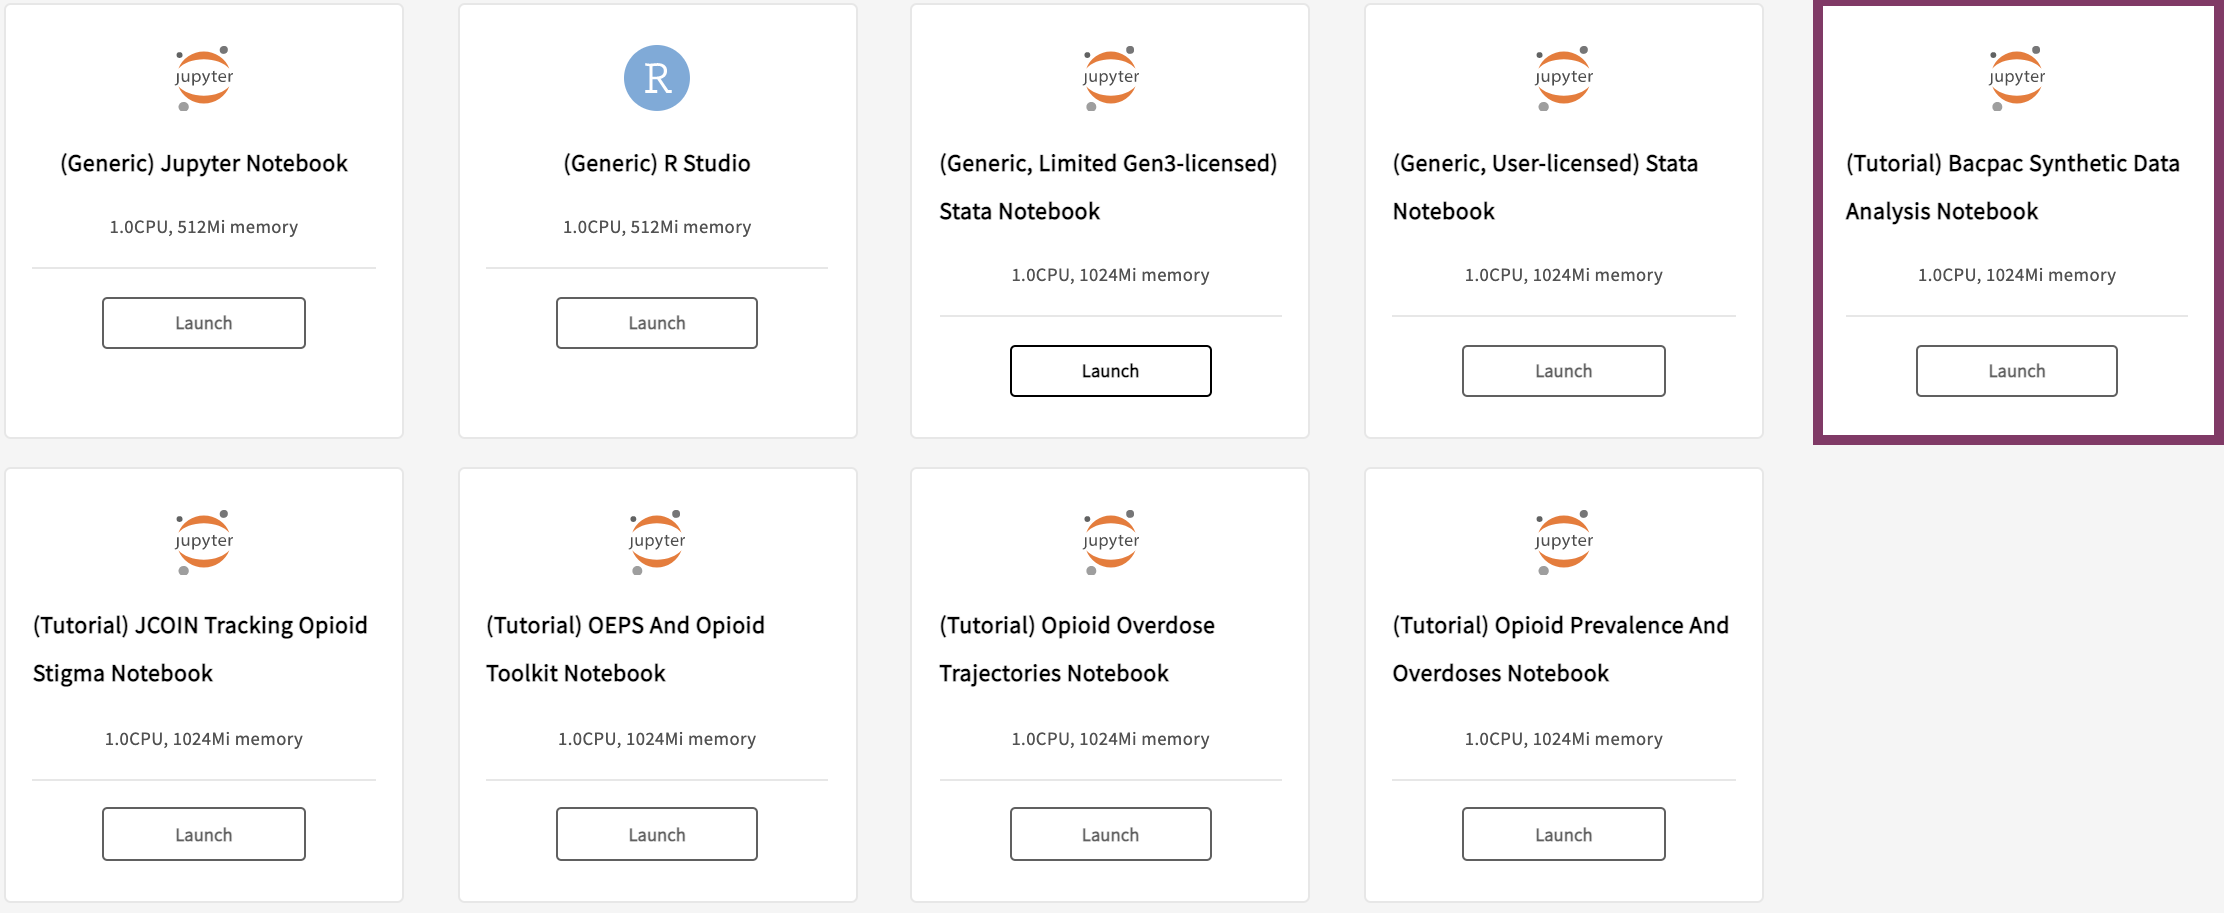 jupyter
(Generic) Jupyter Notebook
1.0CPU, 512Mi memory
Launch
R
(Generic) R Studio
1.0CPU, 512Mi memory
Launch
jupyter
(Generic, Limited Gen3-licensed)
Stata Notebook
1.0CPU, 1024Mi memory
Launch
jupyter
(Generic, User-licensed) Stata
Notebook
1.0CPU, 1024Mi memory
Launch
jupyter
(Tutorial) Bacpac Synthetic Data
Analysis Notebook
1.0CPU, 1024Mi memory
Launch
jupyter
(Tutorial) JCOIN Tracking Opioid
Stigma Notebook
1.0CPU, 1024Mi memory
Launch
jupyter
(Tutorial) OEPS And Opioid
Toolkit Notebook
1.0CPU, 1024Mi memory
Launch
jupyter
(Tutorial) Opioid Overdose
Trajectories Notebook
1.0CPU, 1024Mi memory
Launch
jupyter
(Tutorial) Opioid Prevalence And
Overdoses Notebook
1.0CPU, 1024Mi memory
Launch